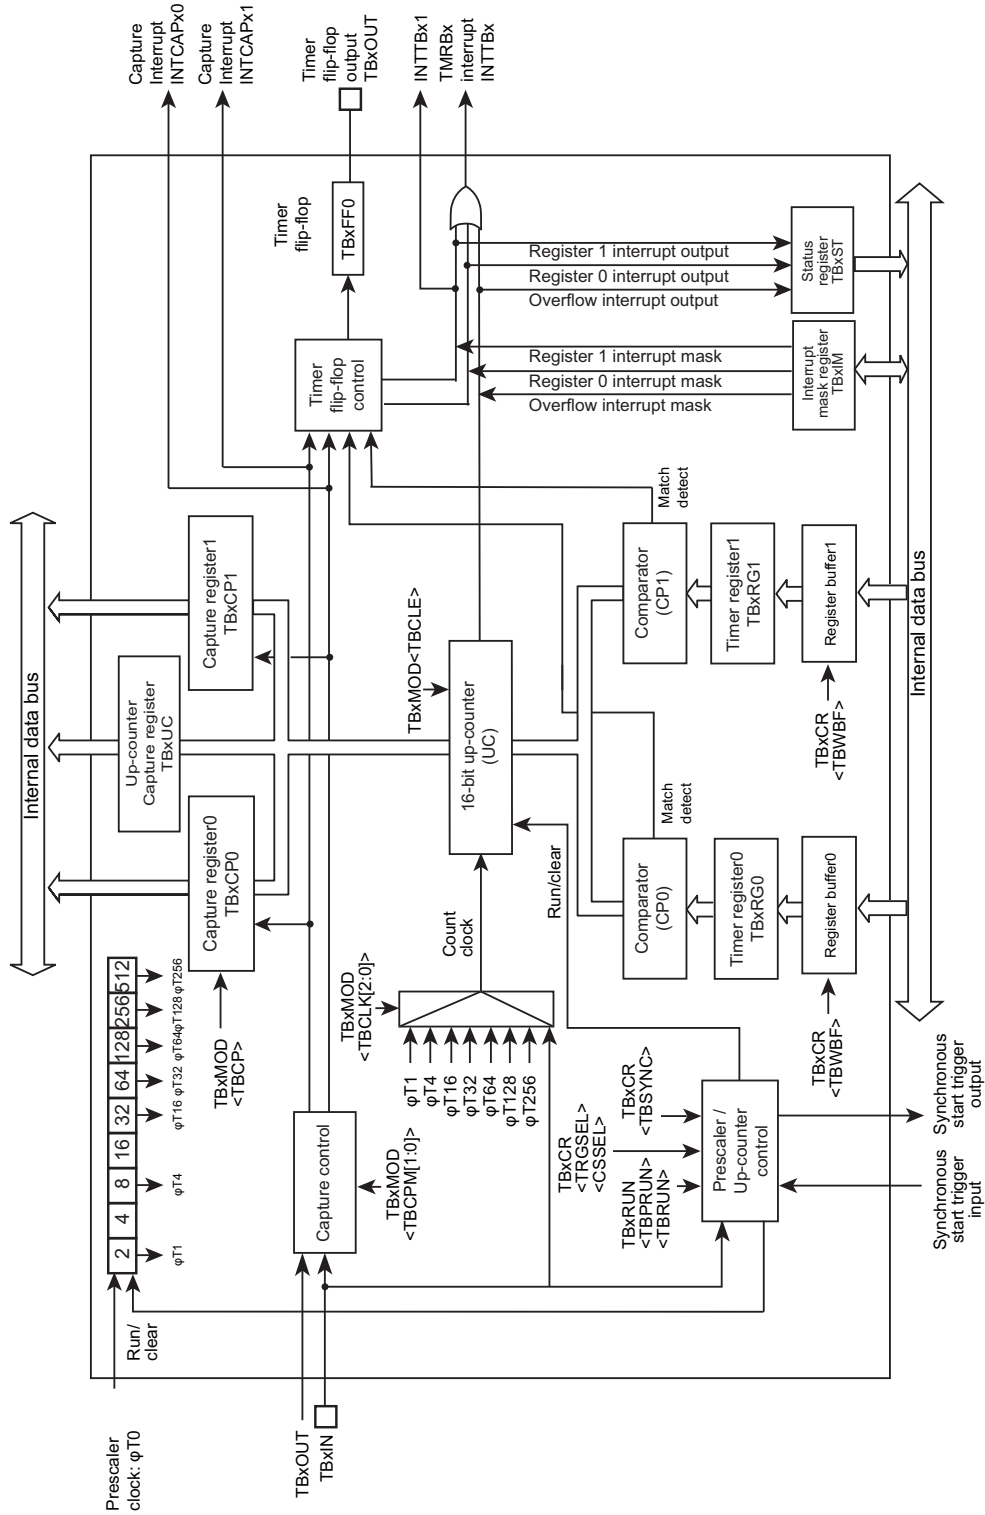 Internal data bus
Prescaler
clock: φT0
Run/
clear
2
4
8
16
32
64
128
256
512
φT1
φT4
φT16
φT32
φT64
φT128
φT256
TBxMOD
<TBCP>
Capture register0
TBxCP0
Up-counter
Capture register
TBxUC
Capture register1
TBxCP1
Capture
Interrupt
INTCAPx0
Capture
Interrupt
INTCAPx1
TBxOUT
TBxIN
Capture control
TBxMOD
<TBCPM[1:0]>
TBxMOD
<TBCLK[2:0]>
φT1
φT4
φT16
φT32
φT64
φT128
φT256
Count
clock
16-bit up-counter
(UC)
TBxMOD<TBCLE>
Run/clear
Timer
flip-flop
control
Timer
flip-flop
TBxFF0
Timer
flip-flop
output
TBxOUT
INTTBx1
TMRBx
interrupt
INTTBx
TBxRUN
<TBPRUN>
<TBRUN>
TBxCR
<TRGSEL>
<CSSEL>
TBxCR
<TBSYNC>
Prescaler /
Up-counter
control
Synchronous
start trigger
input
Synchronous
start trigger
output
Match
detect
Comparator
(CP0)
Timer register0
TBxRG0
Register buffer0
TBxCR
<TBWBF>
Match
detect
Comparator
(CP1)
Timer register1
TBxRG1
Register buffer1
TBxCR
<TBWBF>
Register 1 interrupt output
Register 0 interrupt output
Overflow interrupt output
Status
register
TBxST
Register 1 interrupt mask
Register 0 interrupt mask
Overflow interrupt mask
Interrupt
mask register
TBxIM
Internal data bus